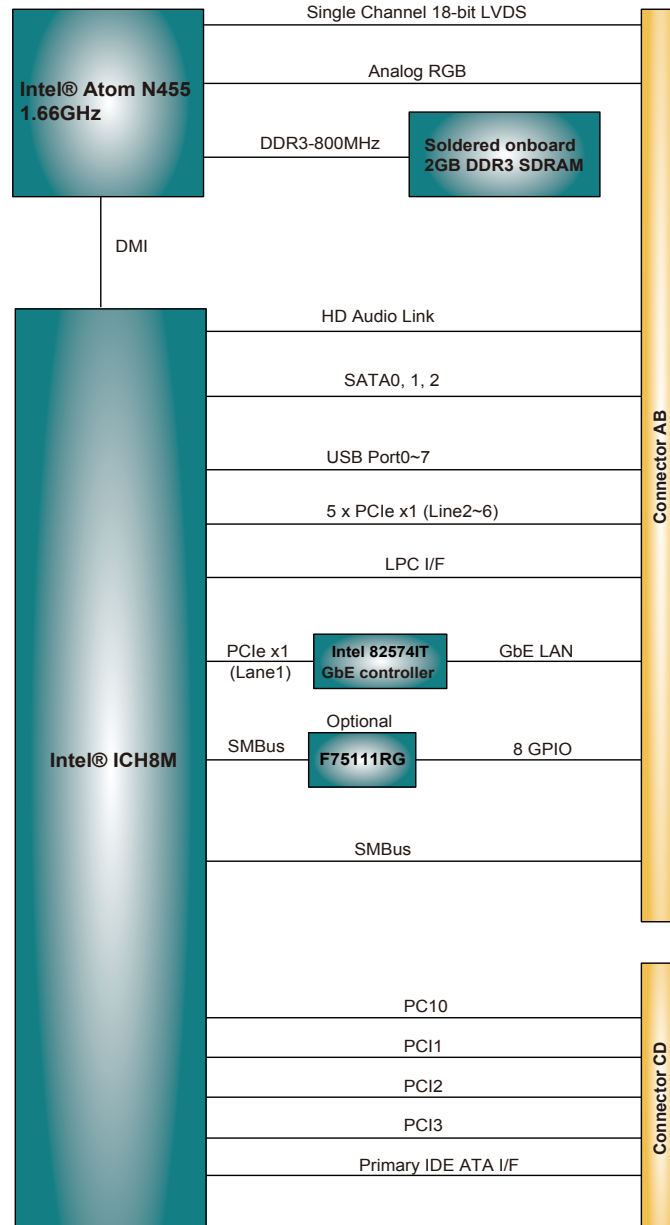 Single Channel 18-bit LVDS
Intel® Atom N455
1.66GHz
Analog RGB
DDR3-800MHz
Soldered onboard
2GB DDR3 SDRAM
DMI
HD Audio Link
SATA0, 1, 2
USB Port0~7
5 x PCIe x1 (Line2~6)
LPC I/F
PCIe x1
(Lane1)
Intel 82574IT
GbE controller
GbE LAN
Optional
SMBus
F75111RG
8 GPIO
Intel® ICH8M
SMBus
Connector AB
PC10
PCI1
PCI2
PCI3
Primary IDE ATA I/F
Connector CD